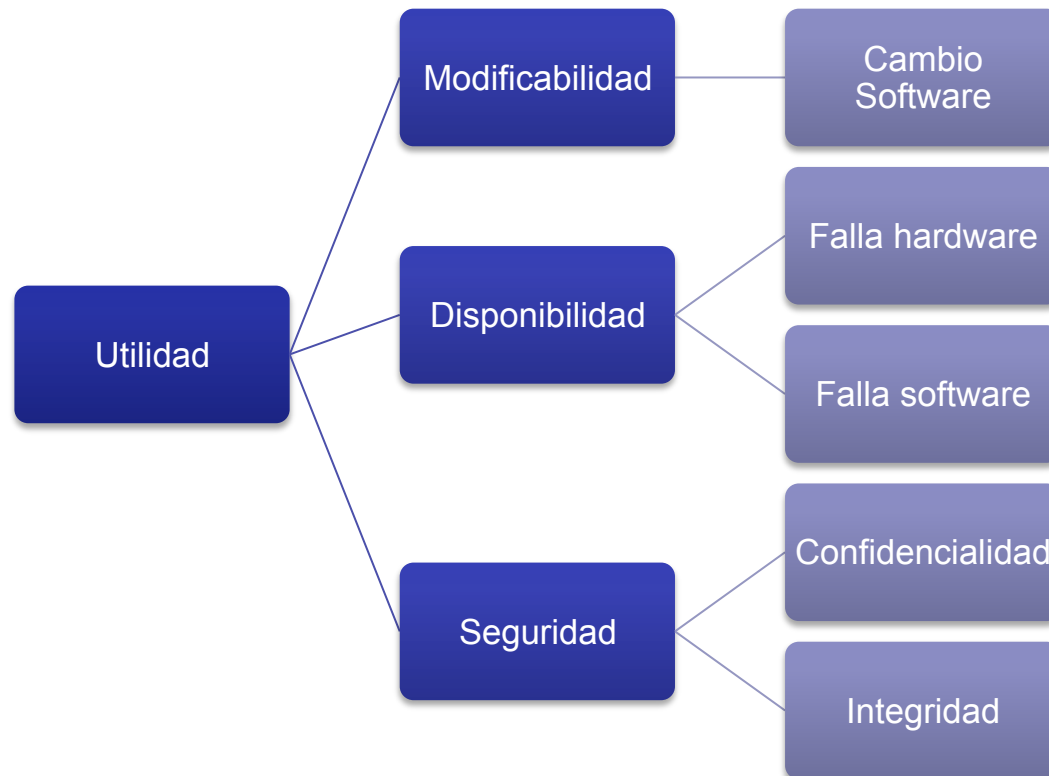 Utilidad
Modificabilidad
Cambio
Software
Disponibilidad
Falla hardware
Falla software
Seguridad
Confidencialidad
Integridad